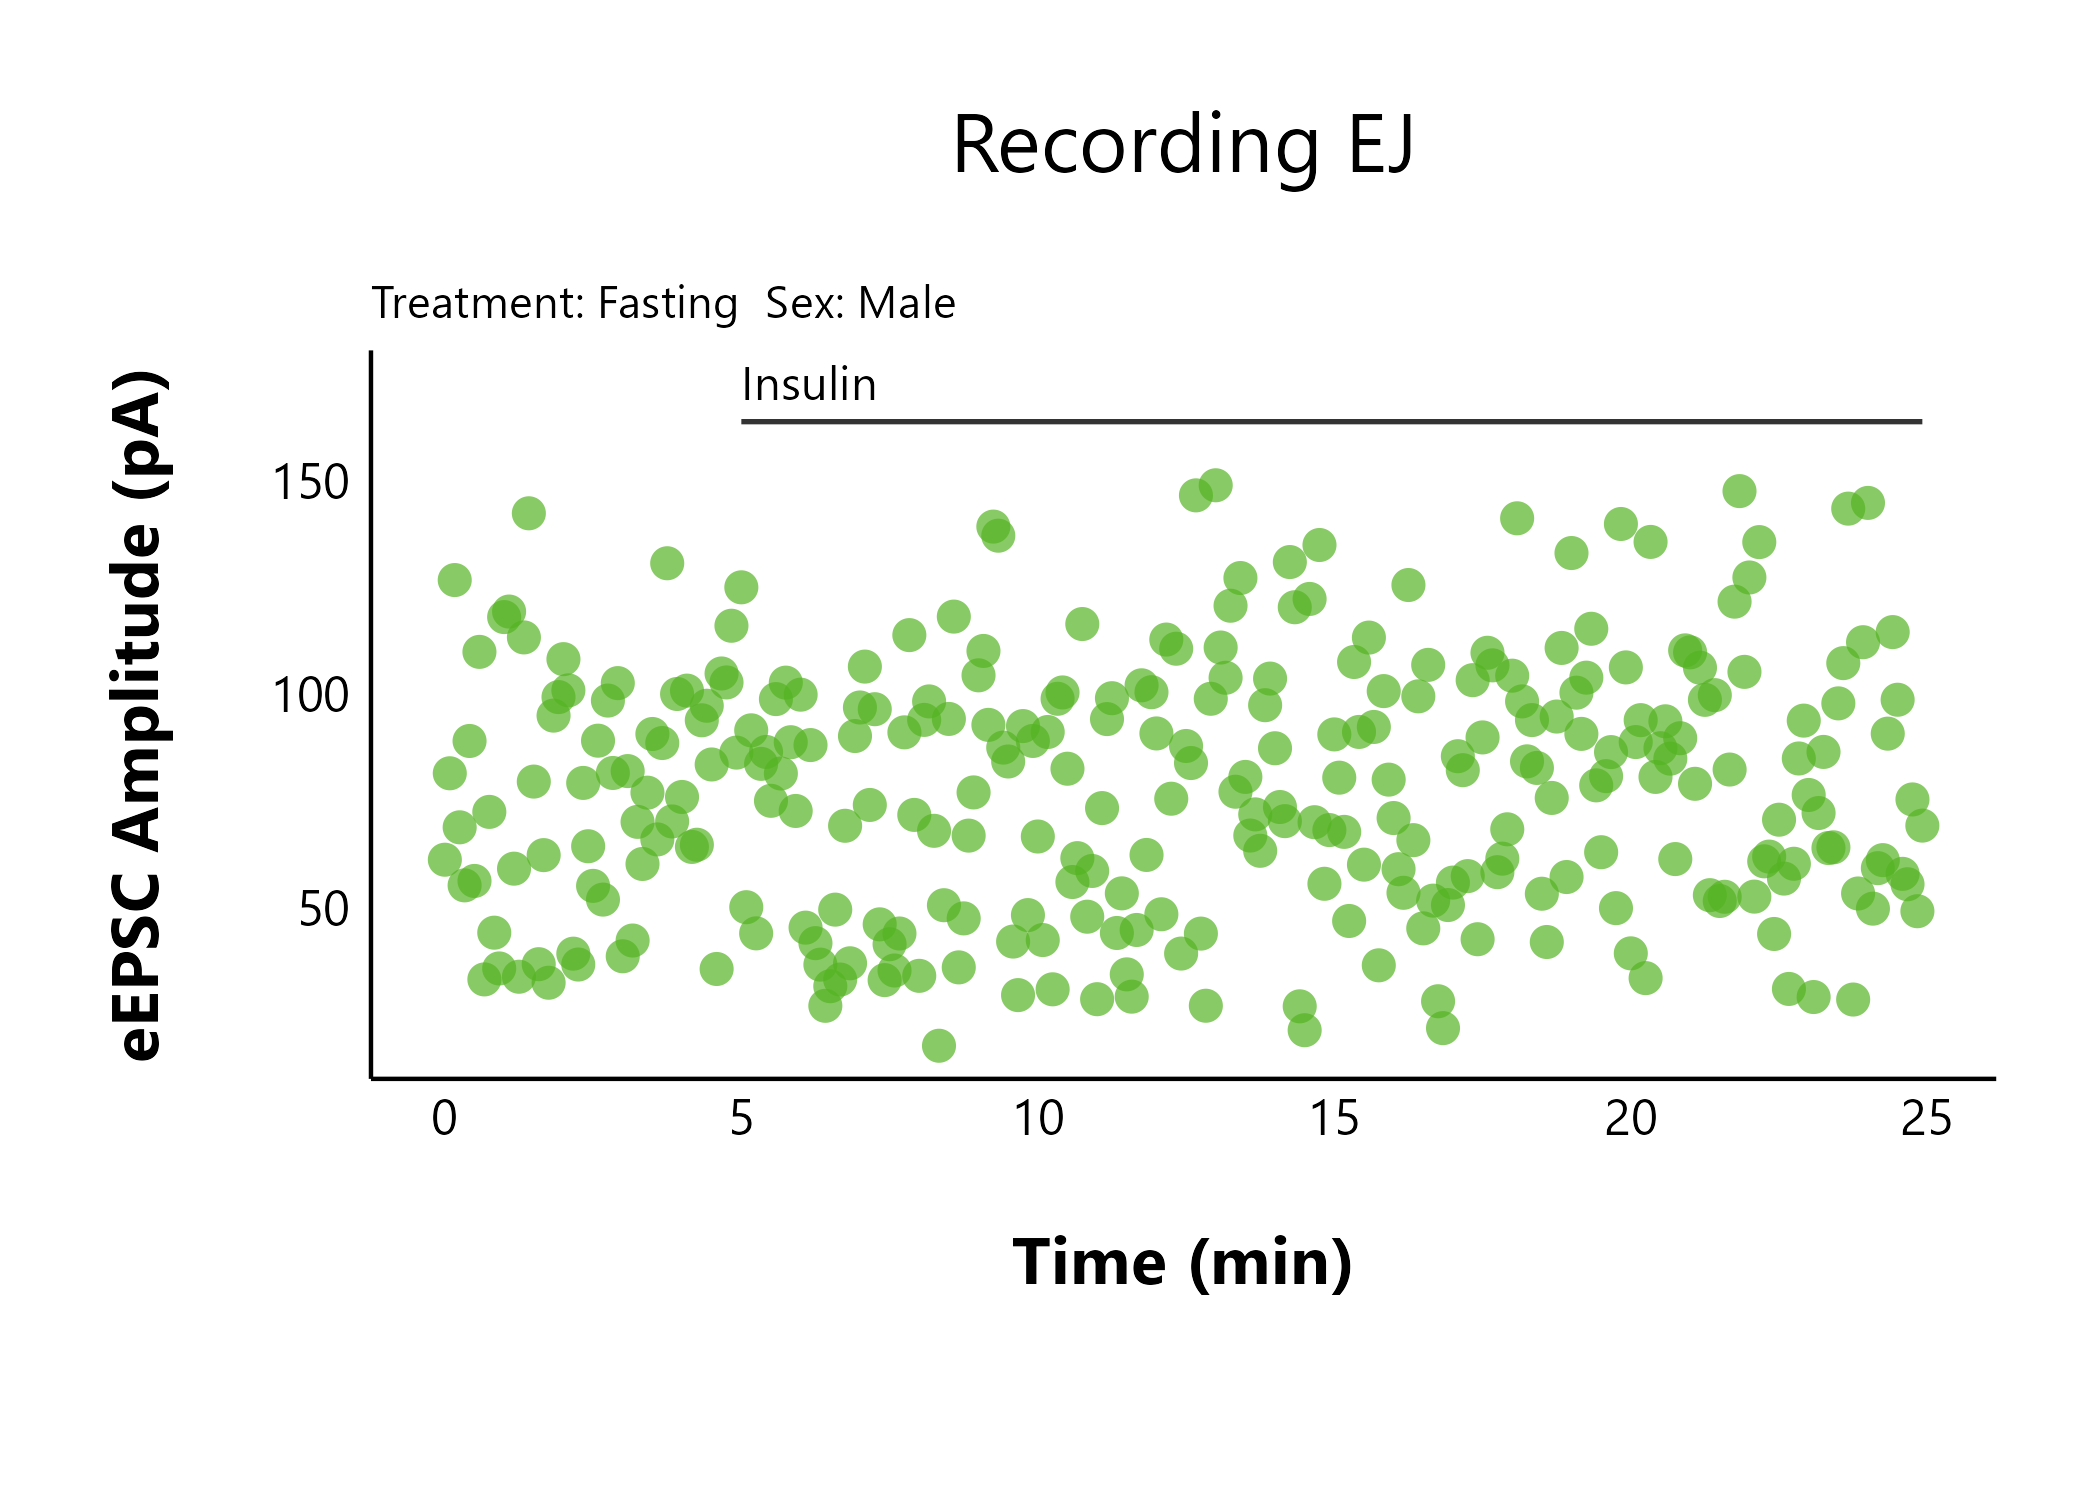 Recording EJ
Treatment: Fasting  Sex: Male
Insulin
eEPSC Amplitude (pA)
150
100
50
0 5 10 15 20 25
Time (min)